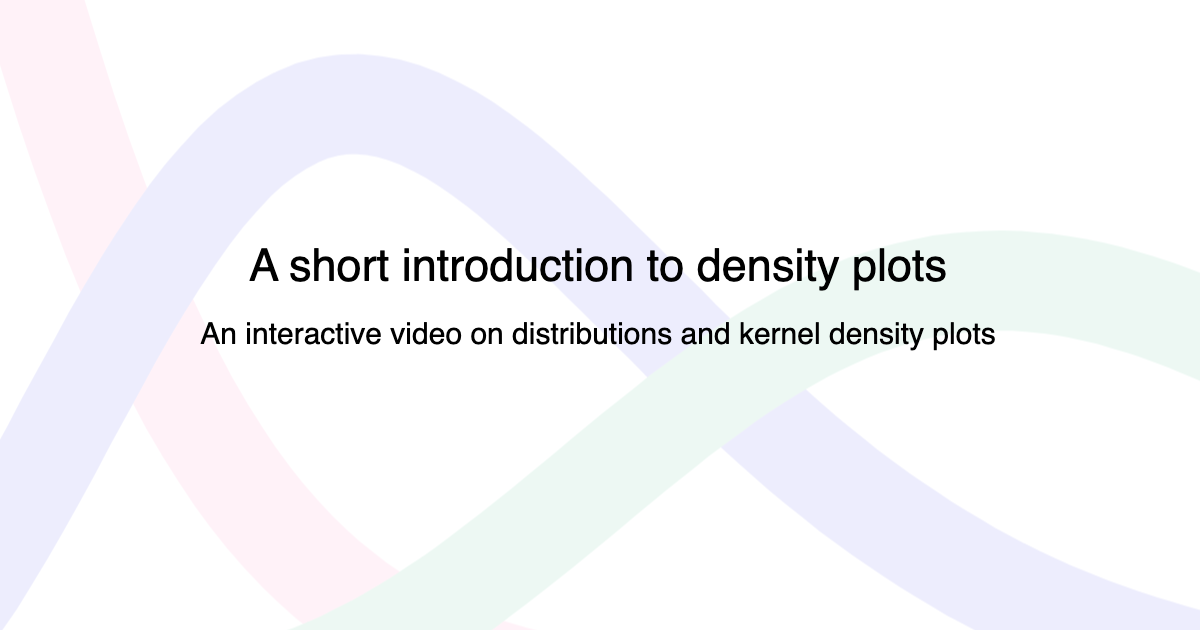 A short introduction to density plots
An interactive video on distributions and kernel density plots